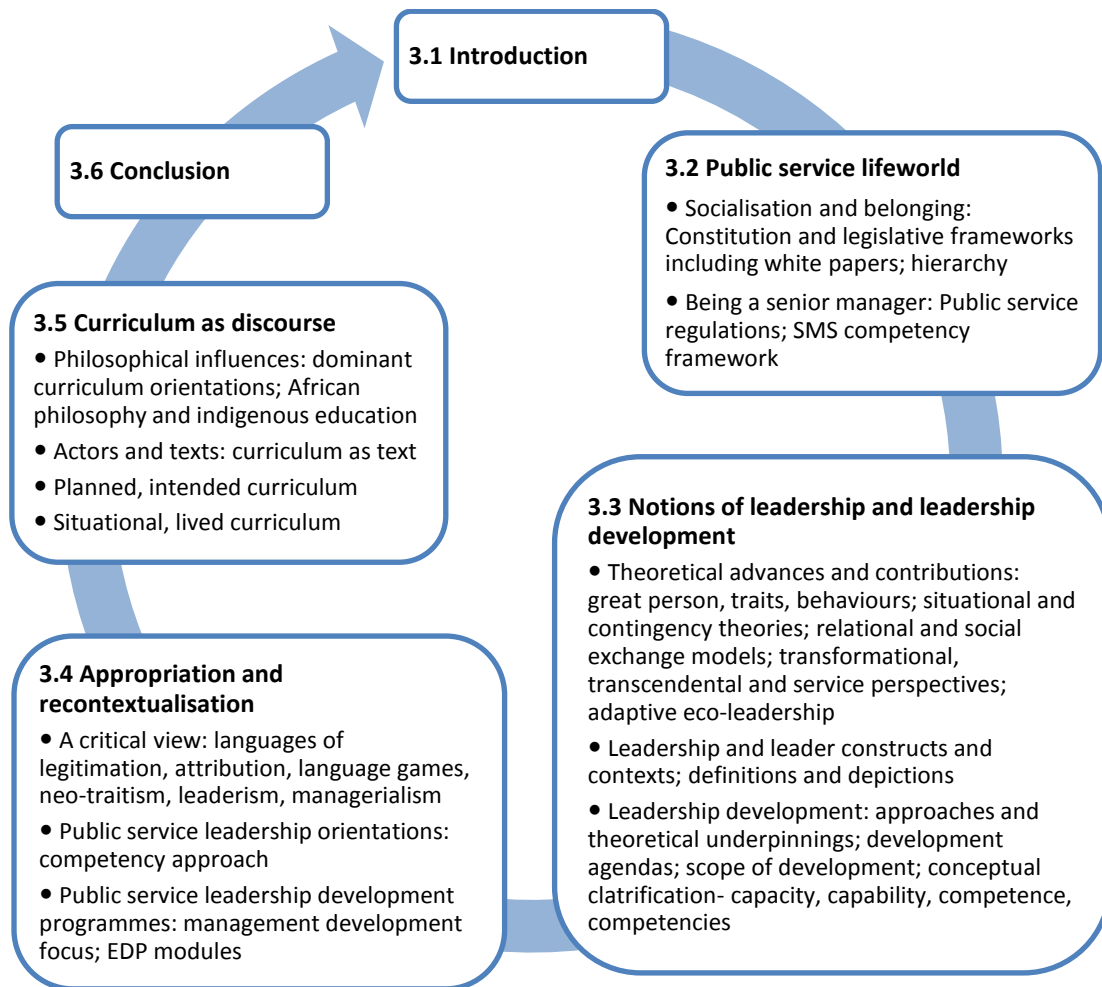 3.1 Introduction
3.2 Public service lifeworld
• Socialisation and belonging:
Constitution and legislative frameworks
including white papers; hierarchy
• Being a senior manager: Public service
regulations; SMS competency
framework
3.3 Notions of leadership and leadership
development
• Theoretical advances and contributions:
great person, traits, behaviours; situational and
contingency theories; relational and social
exchange models; transformational,
transcendental and service perspectives;
adaptive eco-leadership
• Leadership and leader constructs and
contexts; definitions and depictions
• Leadership development: approaches and
theoretical underpinnings; development
agendas; scope of development; conceptual
clatrification- capacity, capability, competence,
competencies
3.4 Appropriation and
recontextualisation
• A critical view: languages of
legitimation, attribution, language games,
neo-traitism, leaderism, managerialism
• Public service leadership orientations:
competency approach
• Public service leadership development
programmes: management development
focus; EDP modules
3.5 Curriculum as discourse
• Philosophical influences: dominant
curriculum orientations; African
philosophy and indigenous education
• Actors and texts: curriculum as text
• Planned, intended curriculum
• Situational, lived curriculum
3.6 Conclusion